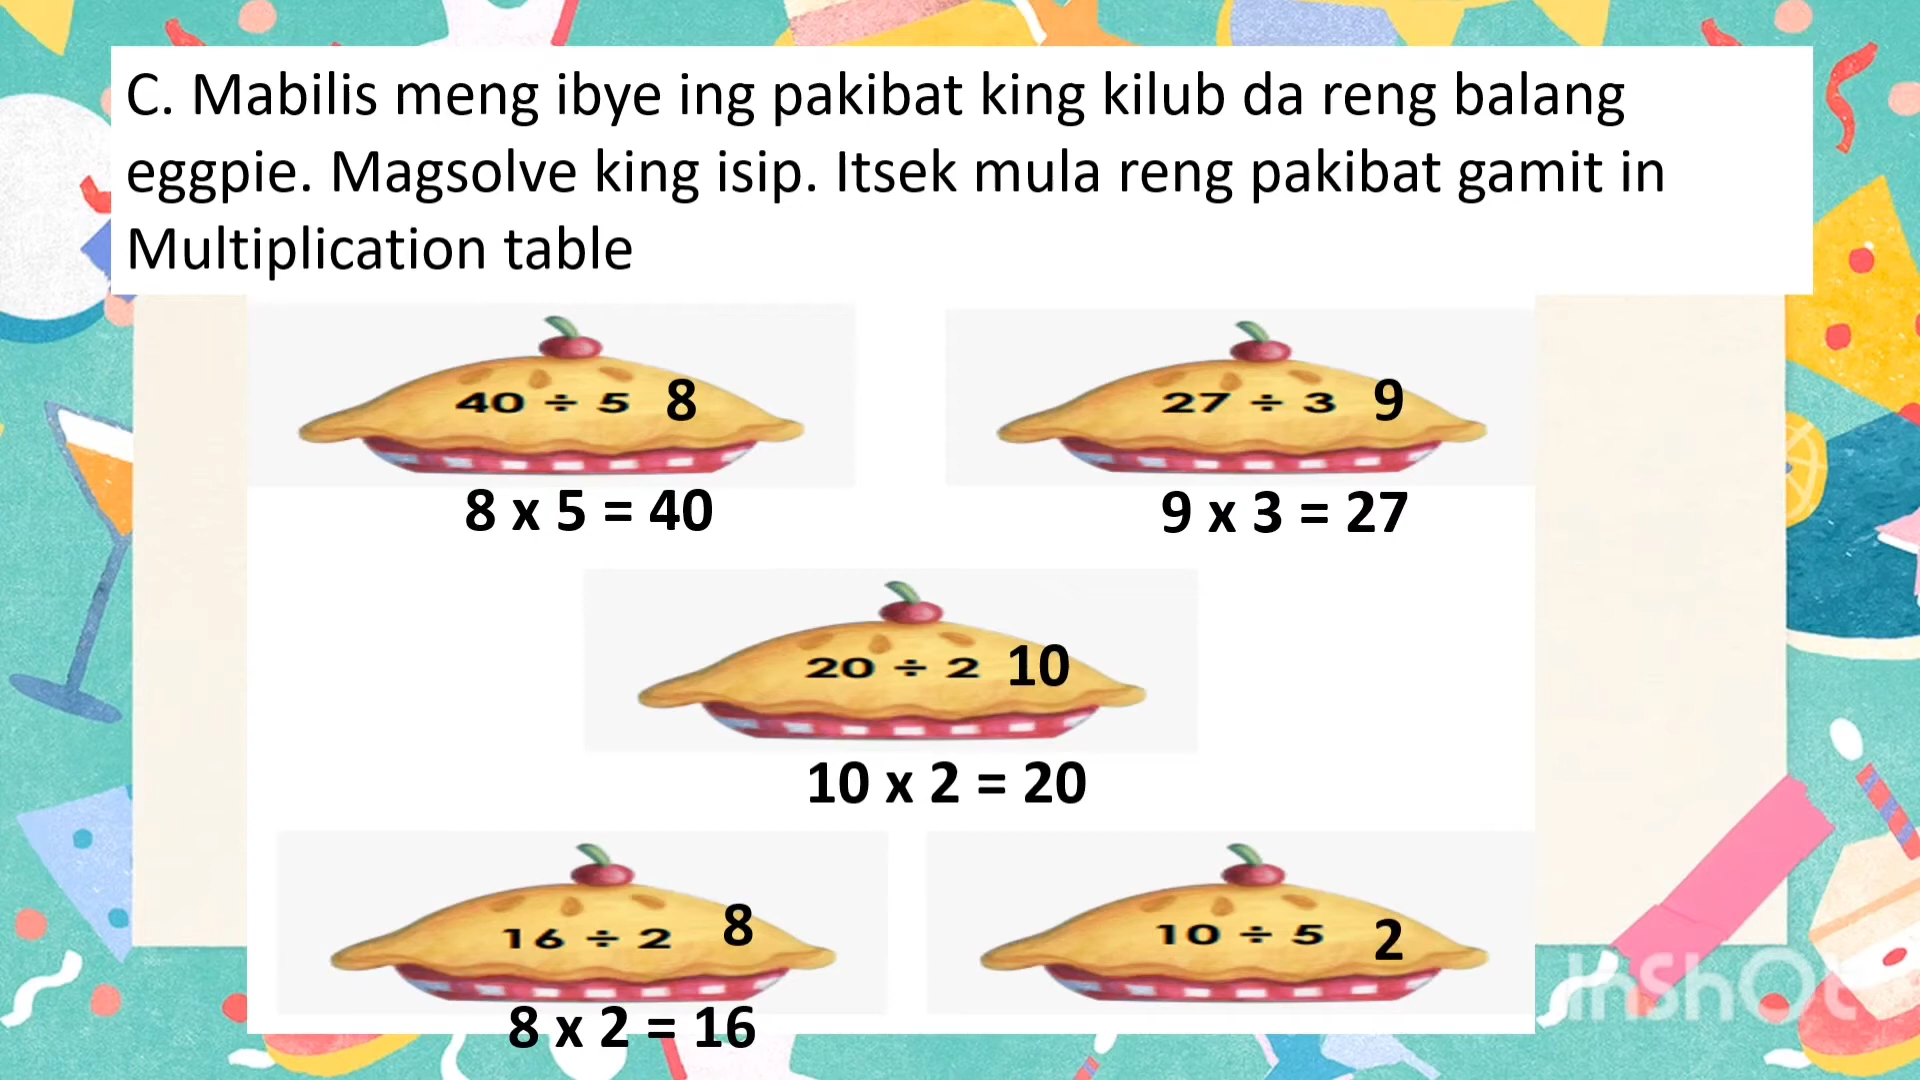 C. Mabilis meng ibye ing pakibat king kilub da reng balang
eggpie. Magsolve king isip. Itsek mula reng pakibat gamit in
Multiplication table
40 ÷ 5 8
27 ÷ 3 9
8 x 5 = 40
9 x 3 = 27
20 ÷ 2 10
10 x 2 = 20
16 ÷ 2 8
10 ÷ 5 2
8 x 2 = 16
InShOt